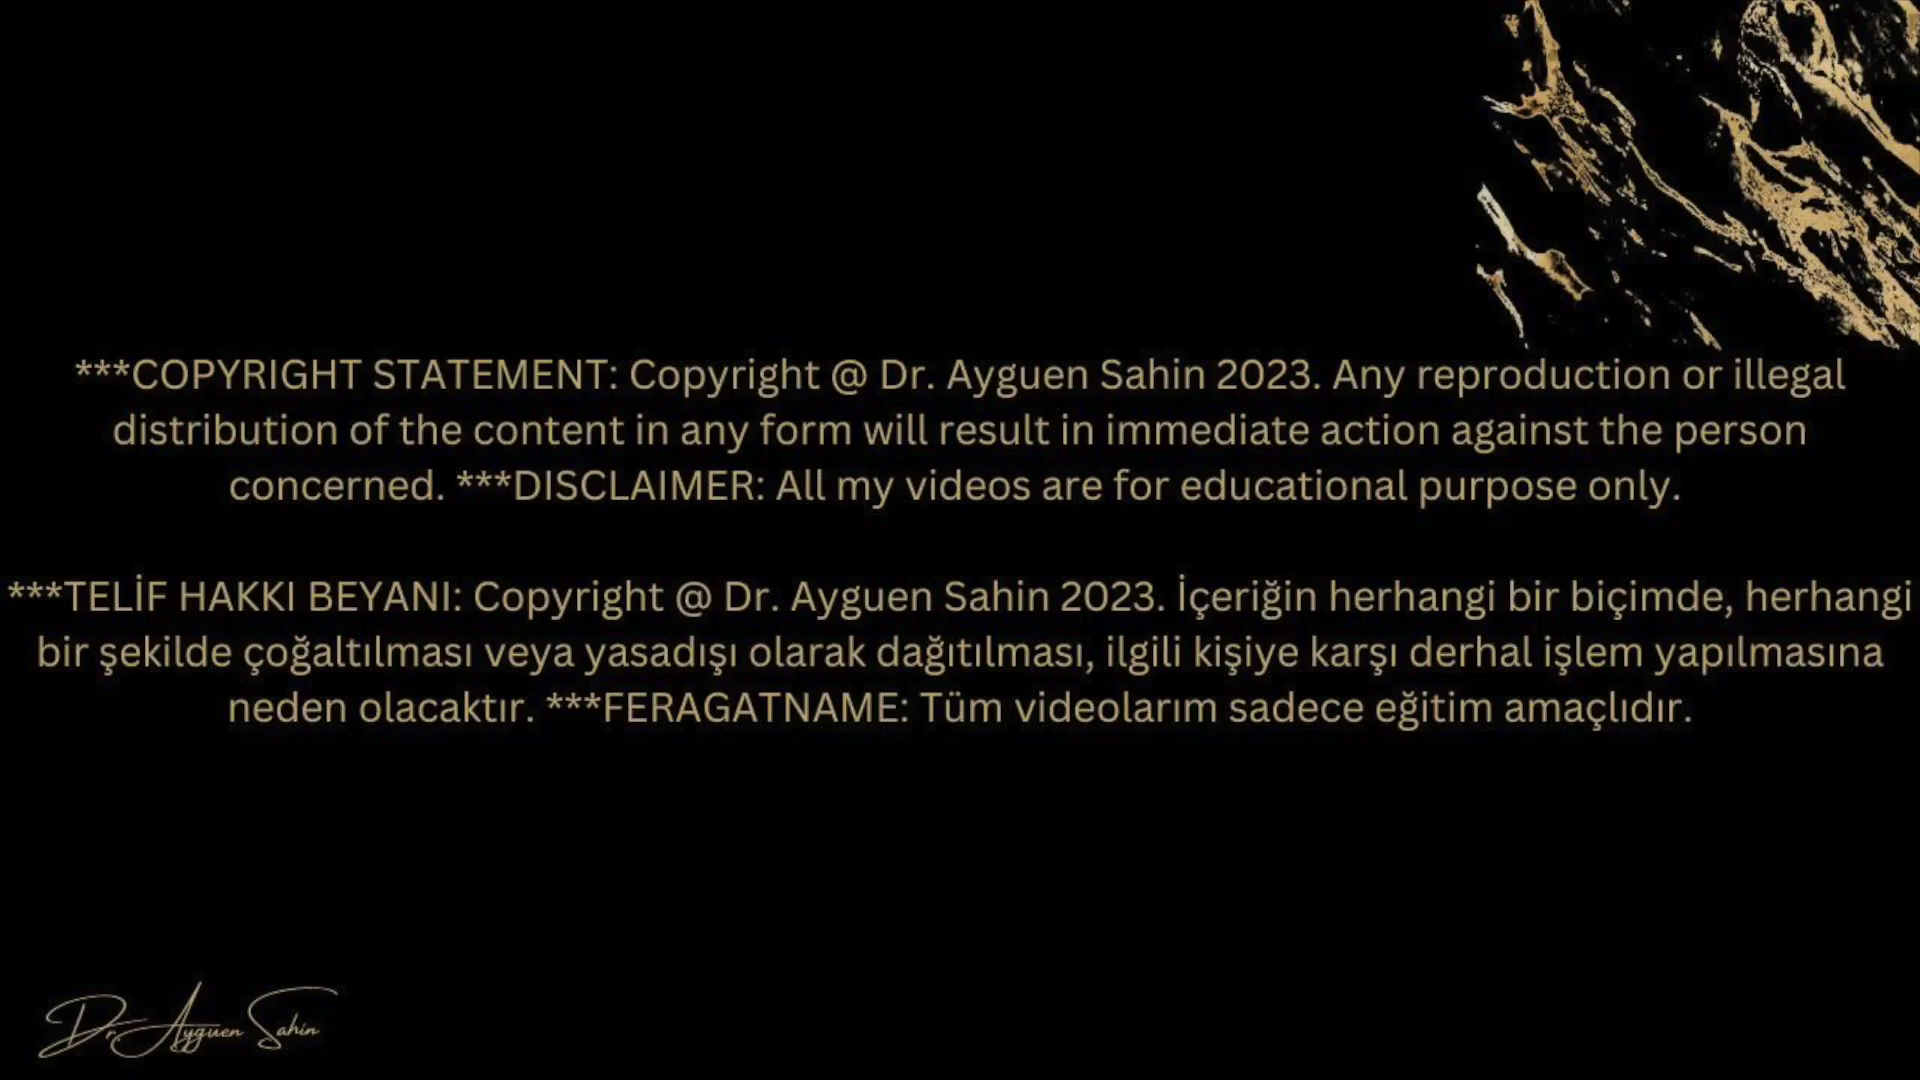 ***COPYRIGHT STATEMENT: Copyright @ Dr. Ayguen Sahin 2023. Any reproduction or illegal
distribution of the content in any form will result in immediate action against the person
concerned. ***DISCLAIMER: All my videos are for educational purpose only.
***TELİF HAKKI BEYANI: Copyright @ Dr. Ayguen Sahin 2023. İçeriğin herhangi bir biçimde, herhangi
bir şekilde çoğaltılması veya yasadışı olarak dağıtılması, ilgili kişiye karşı derhal işlem yapılmasına
neden olacaktır. ***FERAGATNAME: Tüm videolarım sadece eğitim amaçlıdır.
Dr Ayguen Sahin